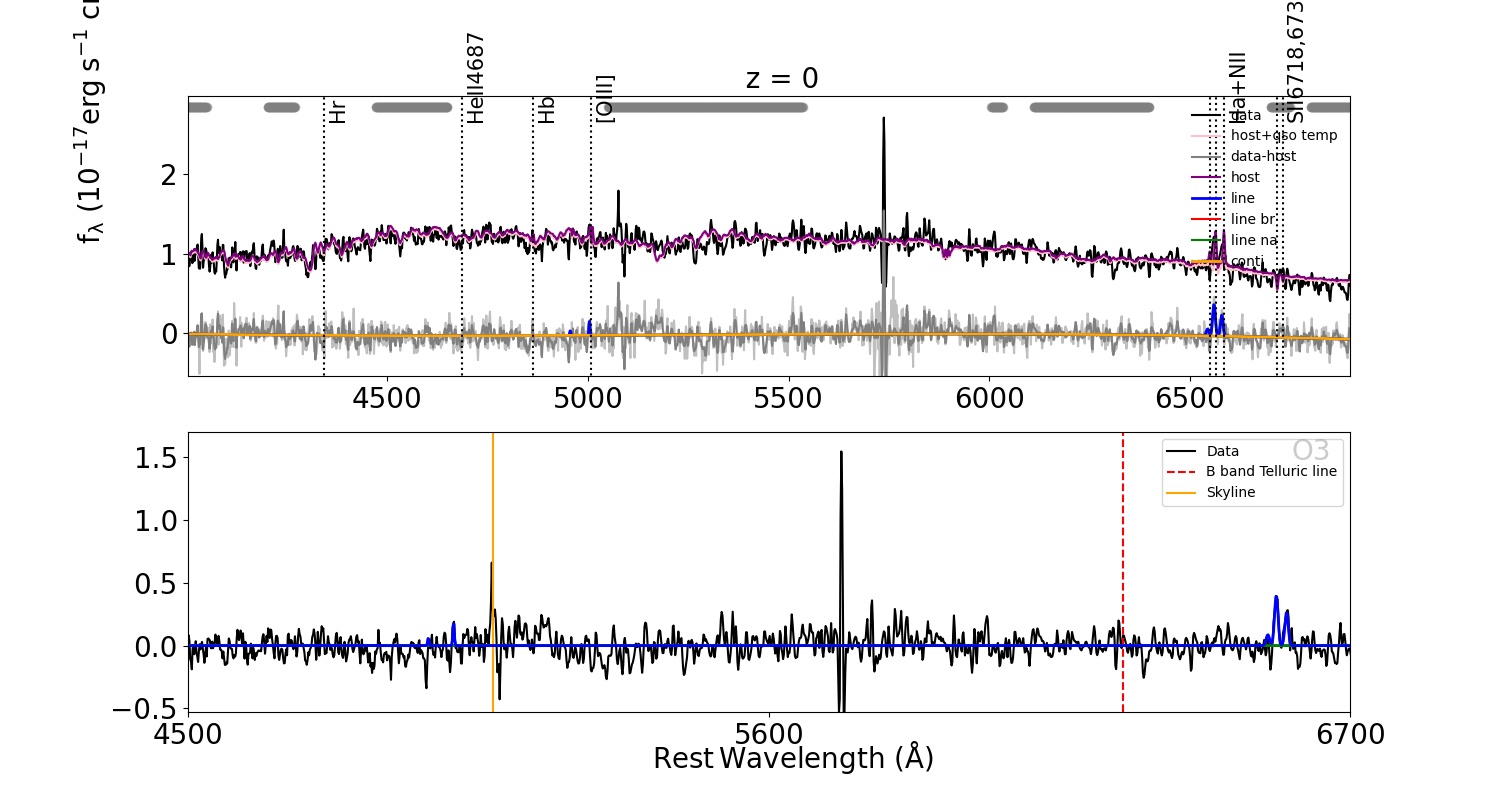 z = 0
f_λ (10^−17 erg s^−1
Hr
HeII4687
Hb
[OIII]
Ha+NII
SII6718,673
data
host+qso temp
data-host
host
line
line br
line na
conti
2
1
0
4500 5000 5500 6000 6500
O3
Data
B band Telluric line
Skyline
1.5
1.0
0.5
0.0
−0.5
4500 5600 6700
Rest Wavelength (Å)